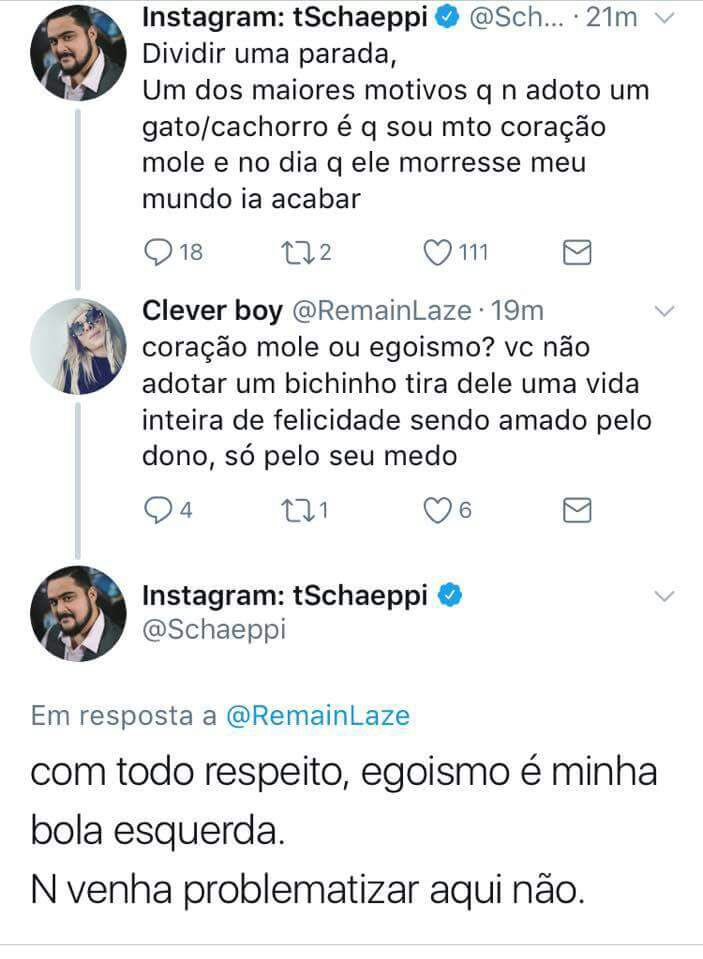 Instagram: tSchaeppi @Sch... · 21m
Dividir uma parada,
Um dos maiores motivos q n adoto um
gato/cachorro é q sou mto coração
mole e no dia q ele morresse meu
mundo ia acabar
18 2 111
Clever boy @RemainLaze · 19m
coração mole ou egoismo? vc não
adotar um bichinho tira dele uma vida
inteira de felicidade sendo amado pelo
dono, só pelo seu medo
4 1 6
Instagram: tSchaeppi
@Schaeppi
Em resposta a @RemainLaze
com todo respeito, egoismo é minha
bola esquerda.
N venha problematizar aqui não.